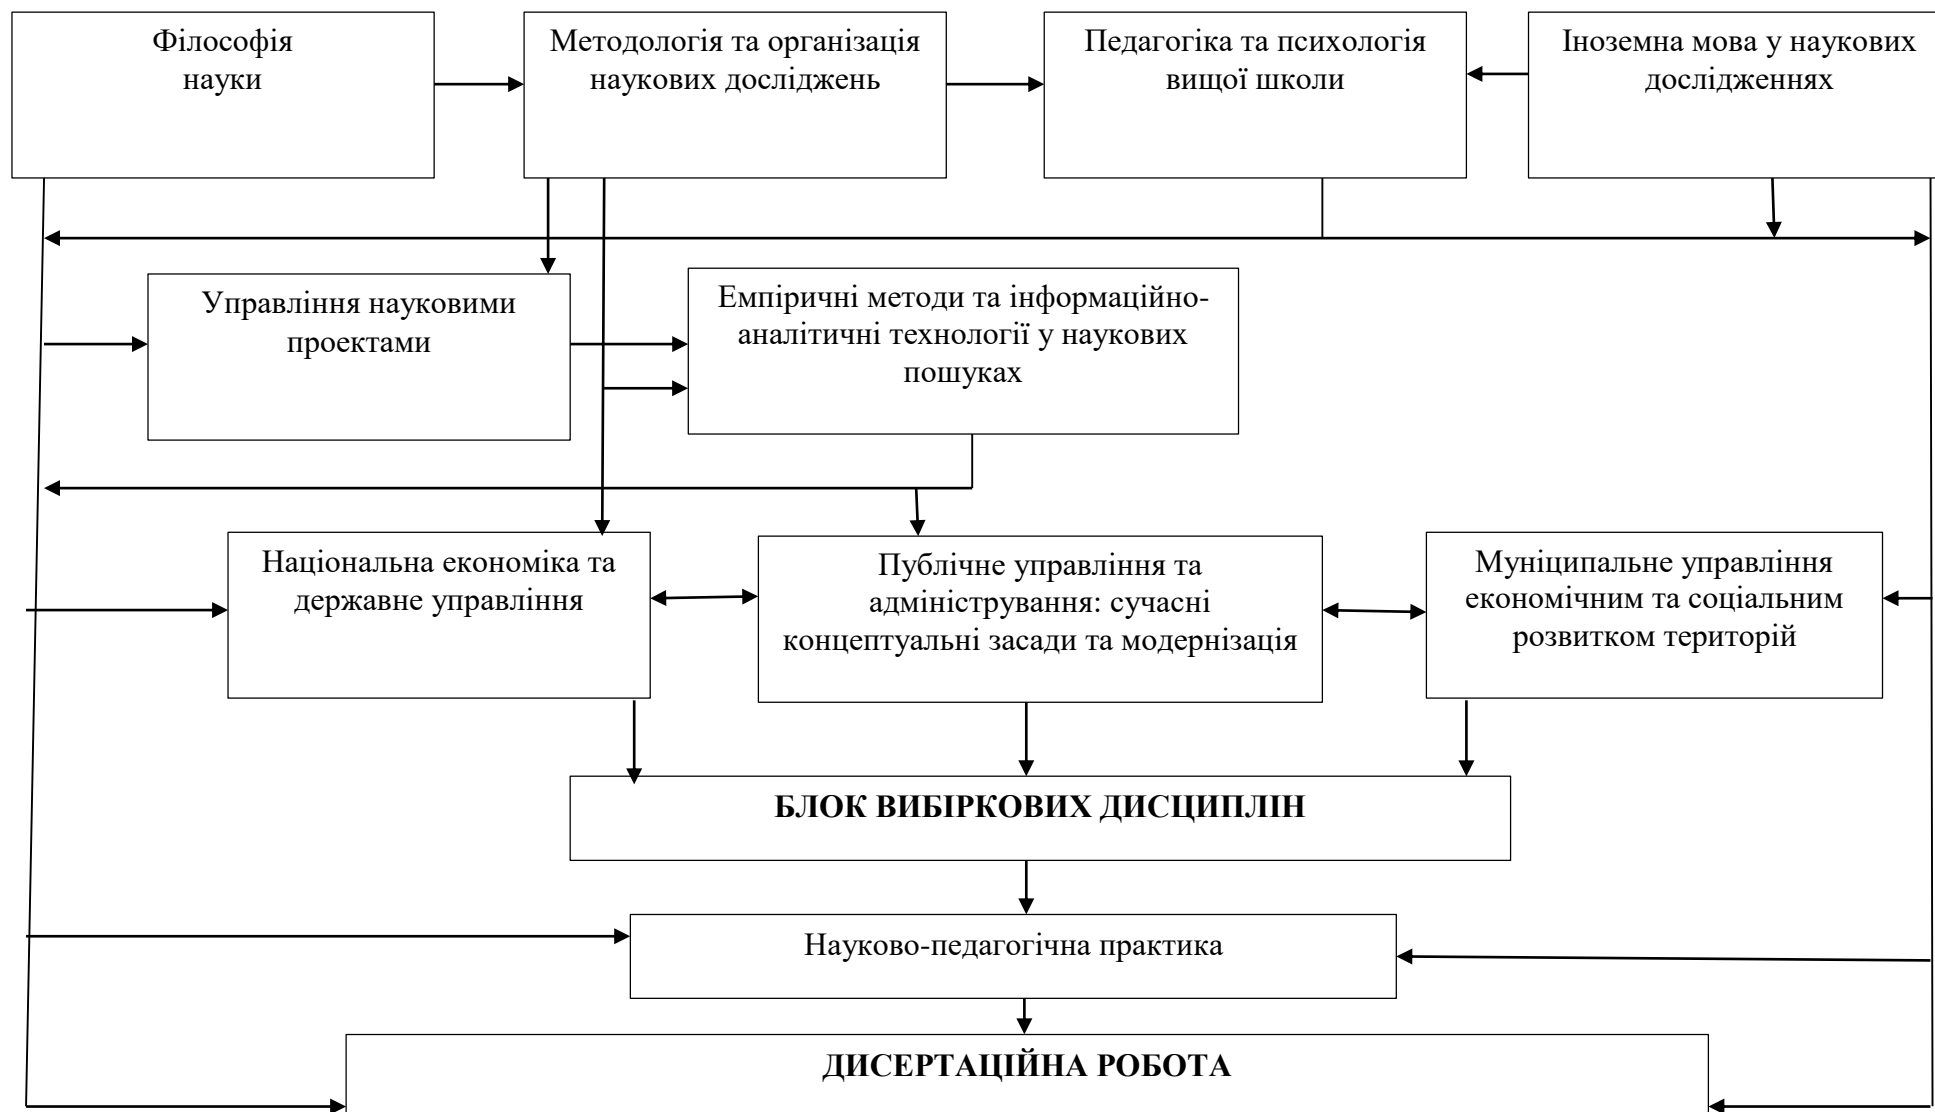 Філософія
науки
Методологія та організація
наукових досліджень
Педагогіка та психологія
вищої школи
Іноземна мова у наукових
дослідженнях
Управління науковими
проектами
Емпіричні методи та інформаційно-
аналітичні технології у наукових
пошуках
Національна економіка та
державне управління
Публічне управління та
адміністрування: сучасні
концептуальні засади та модернізація
Муніципальне управління
економічним та соціальним
розвитком територій
БЛОК ВИБІРКОВИХ ДИСЦИПЛІН
Науково-педагогічна практика
ДИСЕРТАЦІЙНА РОБОТА